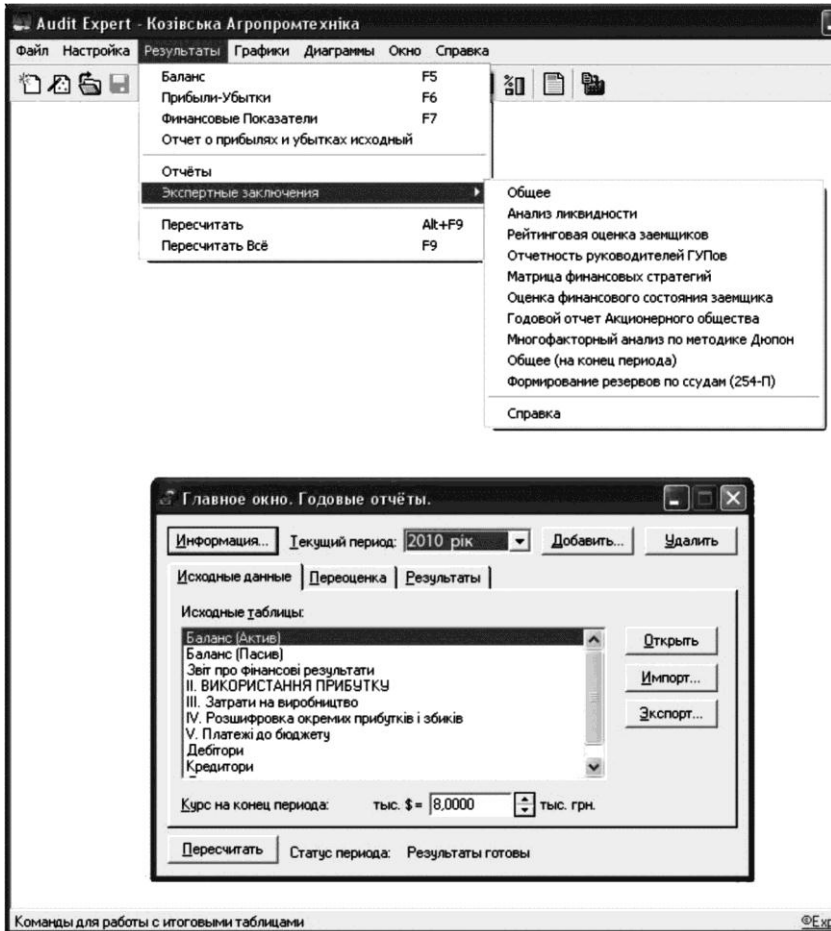 Audit Expert - Козівська Агропромтехніка
Файл Настройка Результаты Графики Диаграммы Окно Справка
Баланс F5
Прибыли-Убытки F6
Финансовые Показатели F7
Отчет о прибылях и убытках исходный
Отчёты
Экспертные заключения
Пересчитать Alt+F9
Пересчитать Всё F9
Общее
Анализ ликвидности
Рейтинговая оценка заемщиков
Отчетность руководителей ГУПов
Матрица финансовых стратегий
Оценка финансового состояния заемщика
Годовой отчет Акционерного общества
Многофакторный анализ по методике Дюпон
Общее (на конец периода)
Формирование резервов по ссудам (254-П)
Справка
Главное окно. Годовые отчёты.
Информация... Текущий период: 2010 рік Добавить... Удалить
Исходные данные Переоценка Результаты
Исходные таблицы:
Баланс (Актив)
Баланс (Пасив)
Звіт про фінансові результати
II. ВИКОРИСТАННЯ ПРИБУТКУ
III. Затрати на виробництво
IV. Розшифровка окремих прибутків і збиків
V. Платежі до бюджету
Дебітори
Кредитори
Открыть
Импорт...
Экспорт...
Курс на конец периода: тыс. $ = 8,0000 тыс. грн.
Пересчитать Статус периода: Результаты готовы
Команды для работы с итоговыми таблицами